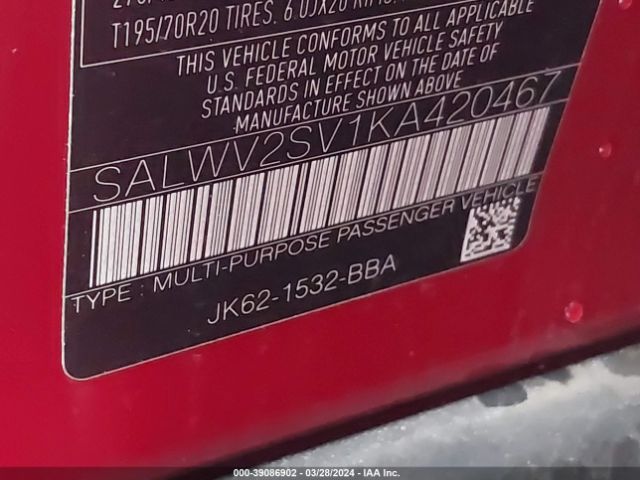 T195/70R20 TIRES. 6.0JX20
THIS VEHICLE CONFORMS TO ALL APPLICABLE
U.S. FEDERAL MOTOR VEHICLE SAFETY
STANDARDS IN EFFECT ON THE DATE OF
MANUFACTURE SHOWN ABOVE
SALWV2SV1KA420467
TYPE : MULTI-PURPOSE PASSENGER VEHICLE
JK62-1532-BBA
000-39086902 - 03/28/2024 - IAA Inc.